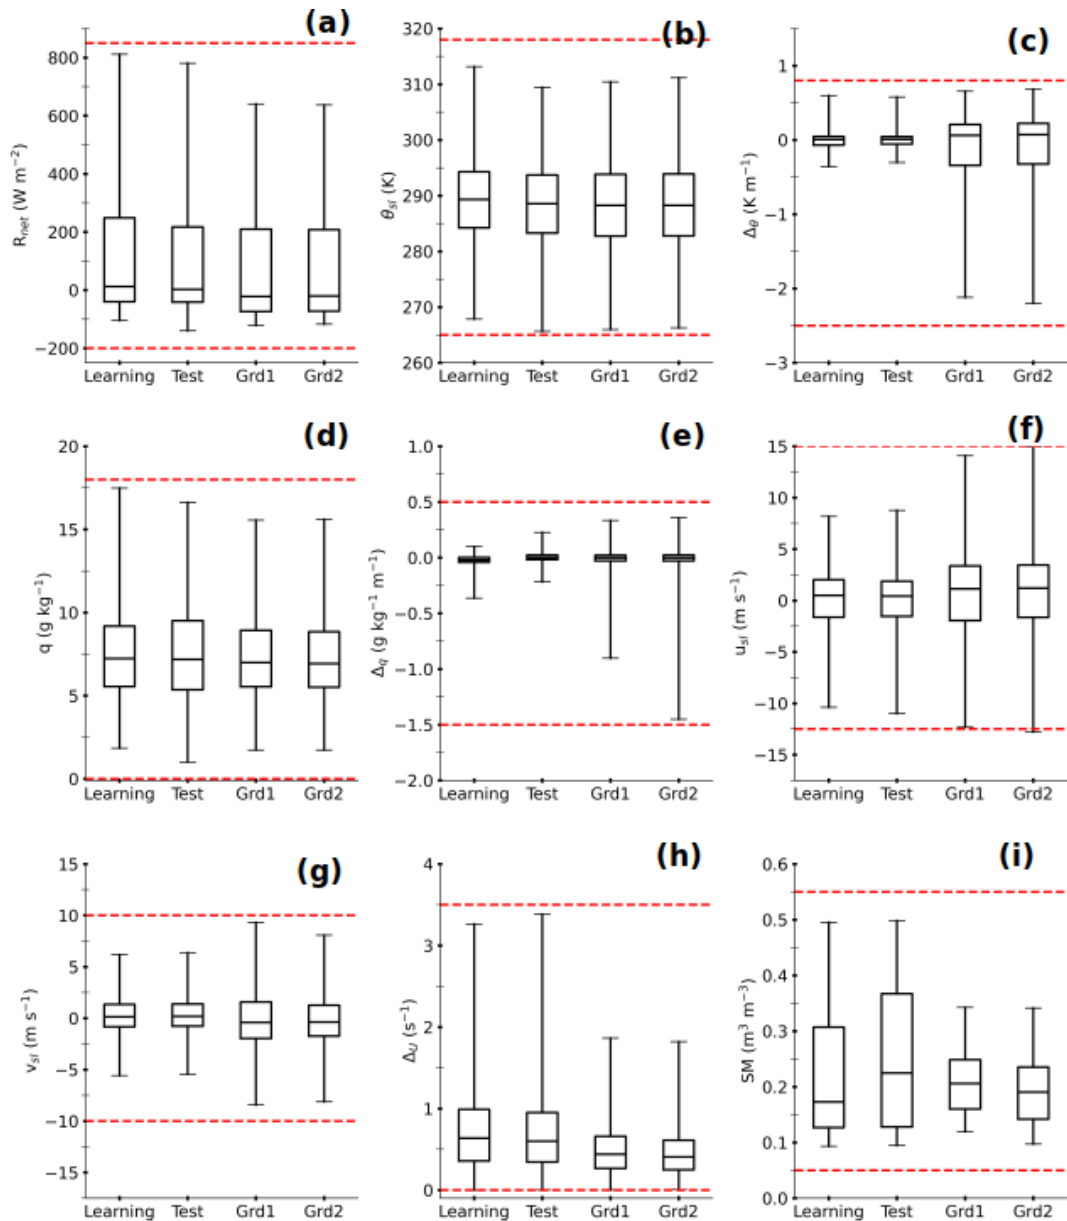 (a)
R_net (W m⁻²)
800
600
400
200
0
−200
Learning Test Grd1 Grd2
(b)
θ_sl (K)
320
310
300
290
280
270
260
Learning Test Grd1 Grd2
(c)
Δ_θ (K m⁻¹)
1
0
−1
−2
−3
Learning Test Grd1 Grd2
(d)
q (g kg⁻¹)
20
15
10
5
0
Learning Test Grd1 Grd2
(e)
Δ_q (g kg⁻¹ m⁻¹)
1.0
0.5
0.0
−0.5
−1.0
−1.5
−2.0
Learning Test Grd1 Grd2
(f)
u_sl (m s⁻¹)
15
10
5
0
−5
−10
−15
Learning Test Grd1 Grd2
(g)
v_sl (m s⁻¹)
15
10
5
0
−5
−10
−15
Learning Test Grd1 Grd2
(h)
Δ_U (s⁻¹)
4
3
2
1
0
Learning Test Grd1 Grd2
(i)
SM (m³ m⁻³)
0.6
0.5
0.4
0.3
0.2
0.1
0.0
Learning Test Grd1 Grd2